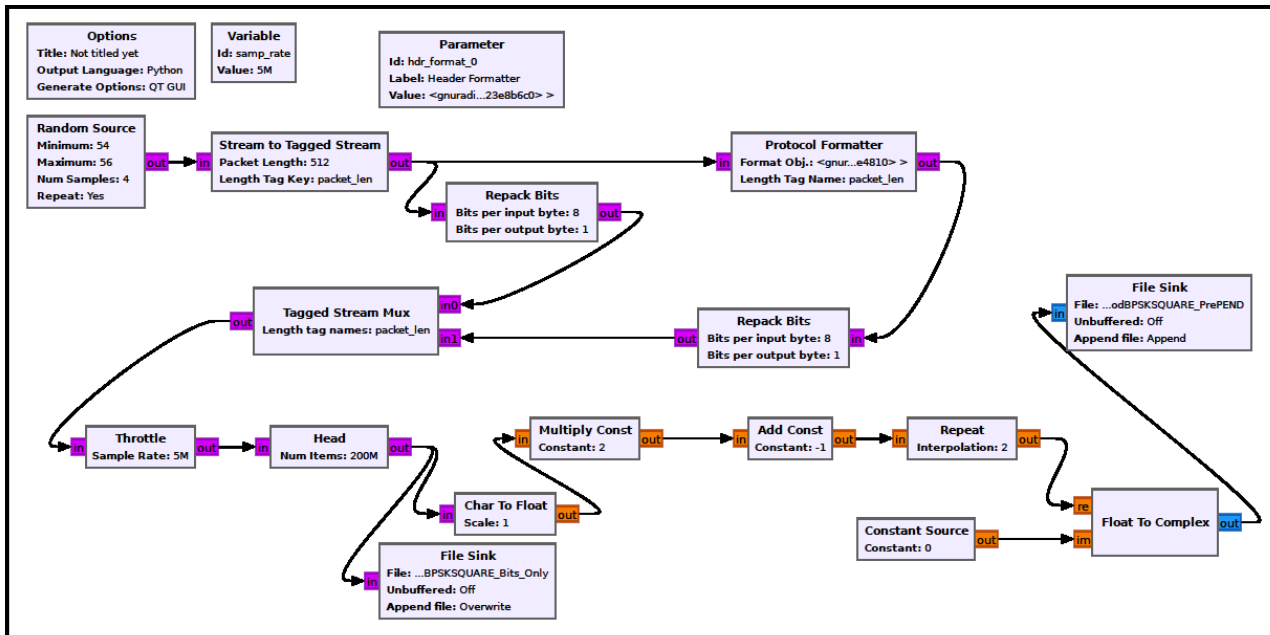 Options
Title: Not titled yet
Output Language: Python
Generate Options: QT GUI
Variable
Id: samp_rate
Value: 5M
Parameter
Id: hdr_format_0
Label: Header Formatter
Value: <gnuradi...23e8b6c0> >
Random Source
Minimum: 54
Maximum: 56
Num Samples: 4
Repeat: Yes
out
in
Stream to Tagged Stream
Packet Length: 512
Length Tag Key: packet_len
out
in
Protocol Formatter
Format Obj.: <gnur...e4810> >
Length Tag Name: packet_len
out
in
Repack Bits
Bits per input byte: 8
Bits per output byte: 1
out
Tagged Stream Mux
Length tag names: packet_len
in0
in1
out
Repack Bits
Bits per input byte: 8
Bits per output byte: 1
in
out
File Sink
File: ...odBPSKSQUARE_PrePEND
Unbuffered: Off
Append file: Append
in
in
Throttle
Sample Rate: 5M
out
in
Head
Num Items: 200M
out
in
Char To Float
Scale: 1
out
in
File Sink
File: ...BPSKSQUARE_Bits_Only
Unbuffered: Off
Append file: Overwrite
in
Multiply Const
Constant: 2
out
in
Add Const
Constant: -1
out
in
Repeat
Interpolation: 2
out
Constant Source
Constant: 0
out
re
im
Float To Complex
out